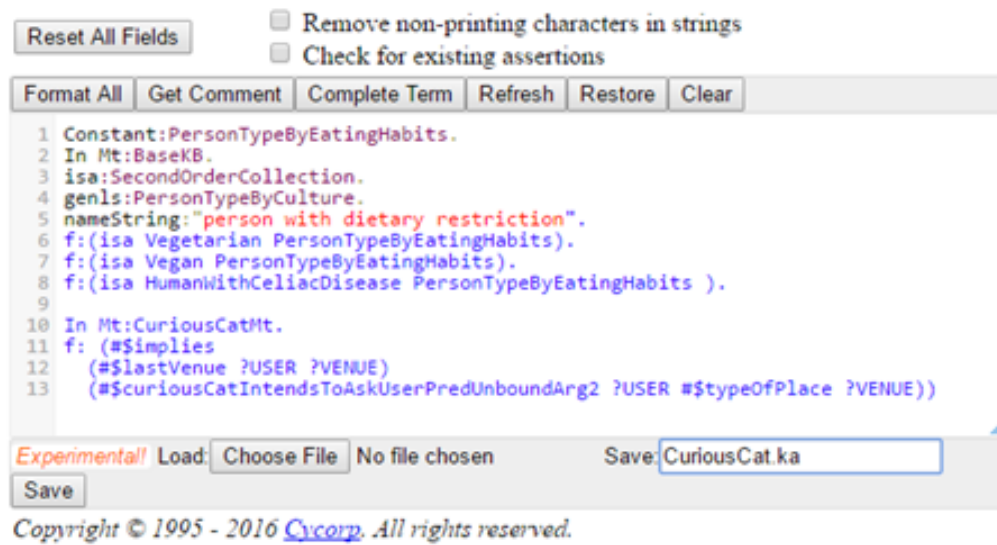 Reset All Fields
Remove non-printing characters in strings
Check for existing assertions
Format All Get Comment Complete Term Refresh Restore Clear
1 Constant:PersonTypeByEatingHabits.
2 In Mt:BaseKB.
3 isa:SecondOrderCollection.
4 genls:PersonTypeByCulture.
5 nameString:"person with dietary restriction".
6 f:(isa Vegetarian PersonTypeByEatingHabits).
7 f:(isa Vegan PersonTypeByEatingHabits).
8 f:(isa HumanWithCeliacDisease PersonTypeByEatingHabits ).
9
10 In Mt:CuriousCatMt.
11 f: (#$implies
12 (#$lastVenue ?USER ?VENUE)
13 (#$curiousCatIntendsToAskUserPredUnboundArg2 ?USER #$typeOfPlace ?VENUE))
Experimental! Load: Choose File No file chosen Save: CuriousCat.ka
Save
Copyright © 1995 - 2016 Cycorp. All rights reserved.